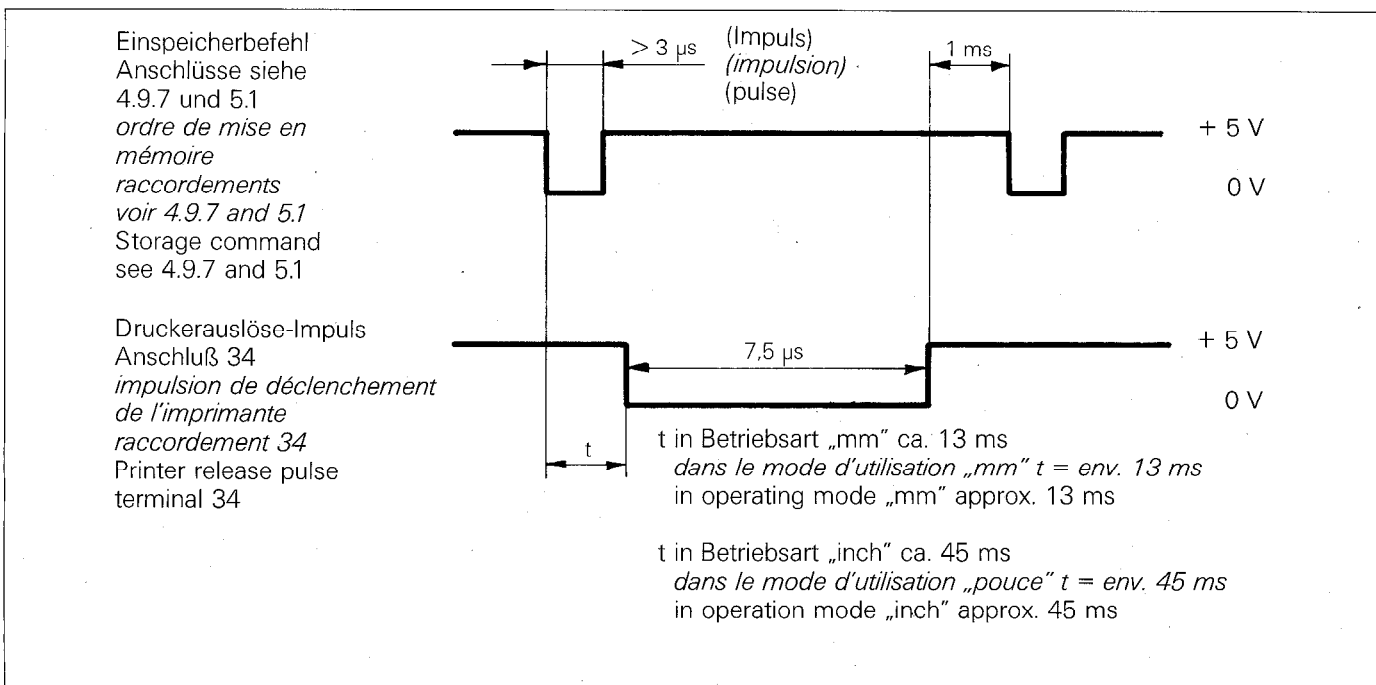 Einspeicherbefehl
Anschlüsse siehe
4.9.7 und 5.1
ordre de mise en
mémoire
raccordements
voir 4.9.7 and 5.1
Storage command
see 4.9.7 and 5.1
> 3 µs
(Impuls)
(impulsion)
(pulse)
1 ms
+ 5 V
0 V
Druckerauslöse-Impuls
Anschluß 34
impulsion de déclenchement
de l'imprimante
raccordement 34
Printer release pulse
terminal 34
7,5 µs
+ 5 V
0 V
t
t in Betriebsart „mm" ca. 13 ms
dans le mode d'utilisation „mm" t = env. 13 ms
in operating mode „mm" approx. 13 ms
t in Betriebsart „inch" ca. 45 ms
dans le mode d'utilisation „pouce" t = env. 45 ms
in operation mode „inch" approx. 45 ms